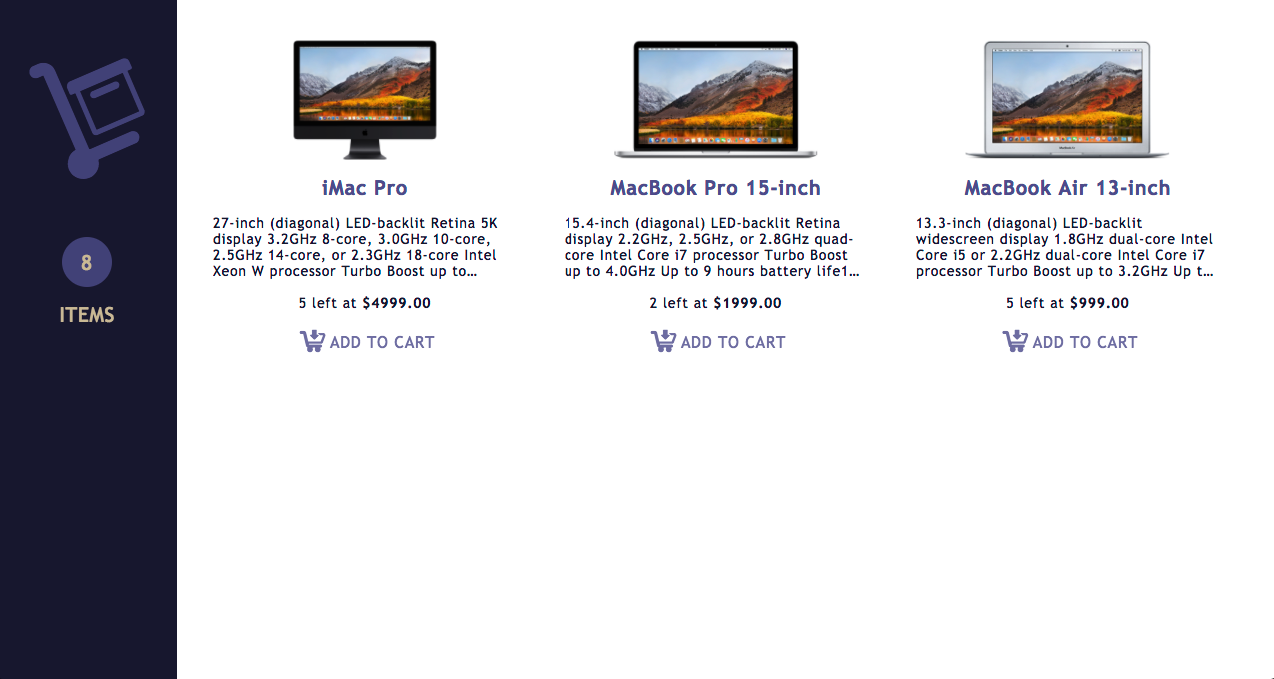 8
ITEMS
iMac Pro
27-inch (diagonal) LED-backlit Retina 5K
display 3.2GHz 8-core, 3.0GHz 10-core,
2.5GHz 14-core, or 2.3GHz 18-core Intel
Xeon W processor Turbo Boost up to…
5 left at $4999.00
ADD TO CART
MacBook Pro 15-inch
15.4-inch (diagonal) LED-backlit Retina
display 2.2GHz, 2.5GHz, or 2.8GHz quad-
core Intel Core i7 processor Turbo Boost
up to 4.0GHz Up to 9 hours battery life1…
2 left at $1999.00
ADD TO CART
MacBook Air 13-inch
13.3-inch (diagonal) LED-backlit
widescreen display 1.8GHz dual-core Intel
Core i5 or 2.2GHz dual-core Intel Core i7
processor Turbo Boost up to 3.2GHz Up t…
5 left at $999.00
ADD TO CART